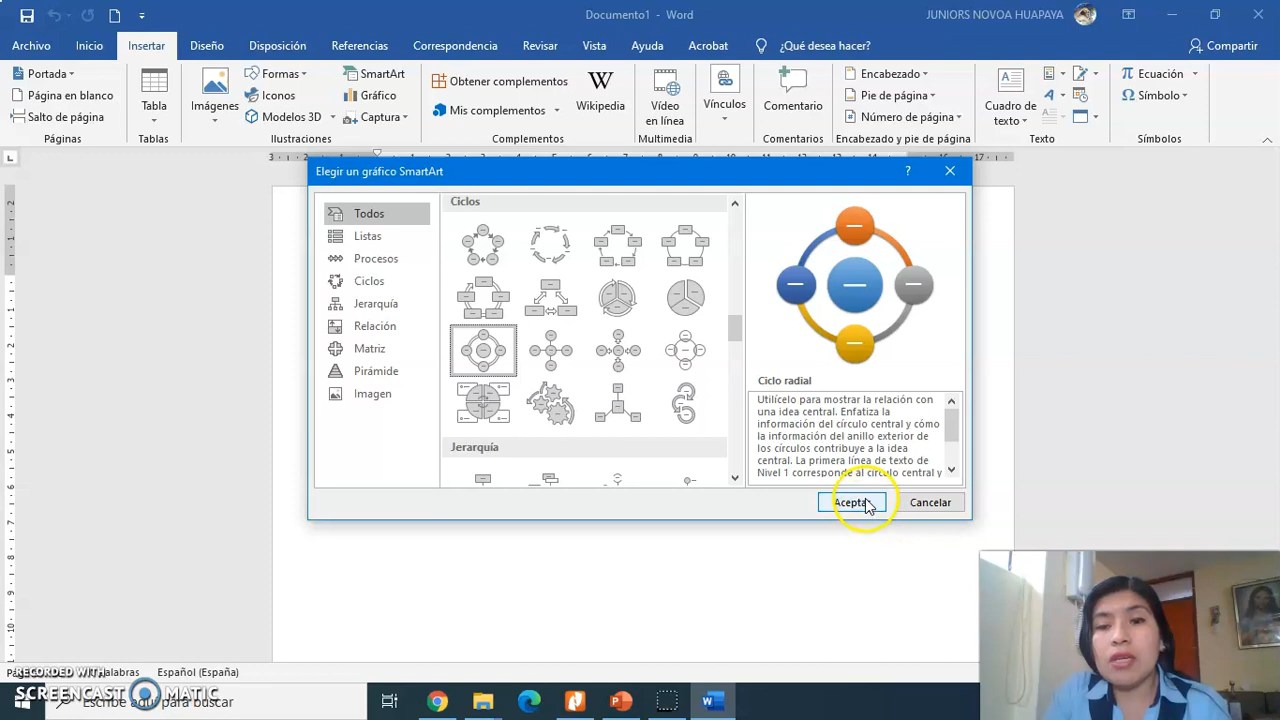 Documento1 - Word
JUNIORS NOVOA HUAPAYA
Archivo Inicio Insertar Diseño Disposición Referencias Correspondencia Revisar Vista Ayuda Acrobat ¿Qué desea hacer? Compartir
Portada
Página en blanco
Salto de página
Páginas
Tabla
Tablas
Imágenes
Formas
Iconos
Modelos 3D
SmartArt
Gráfico
Captura
Ilustraciones
Obtener complementos
Mis complementos
Wikipedia
Complementos
Vídeo
en línea
Multimedia
Vínculos
Comentario
Comentarios
Encabezado
Pie de página
Número de página
Encabezado y pie de página
Cuadro de
texto
Texto
Ecuación
Símbolo
Símbolos
Elegir un gráfico SmartArt
Todos
Listas
Procesos
Ciclos
Jerarquía
Relación
Matriz
Pirámide
Imagen
Ciclos
Jerarquía
Ciclo radial
Utilícelo para mostrar la relación con
una idea central. Enfatiza la
información del círculo central y cómo
la información del anillo exterior de
los círculos contribuye a la idea
central. La primera línea de texto de
Nivel 1 corresponde al círculo central y
Aceptar
Cancelar
Español (España)
RECORDED WITH
SCREENCAST MATIC
Escribe aquí para buscar